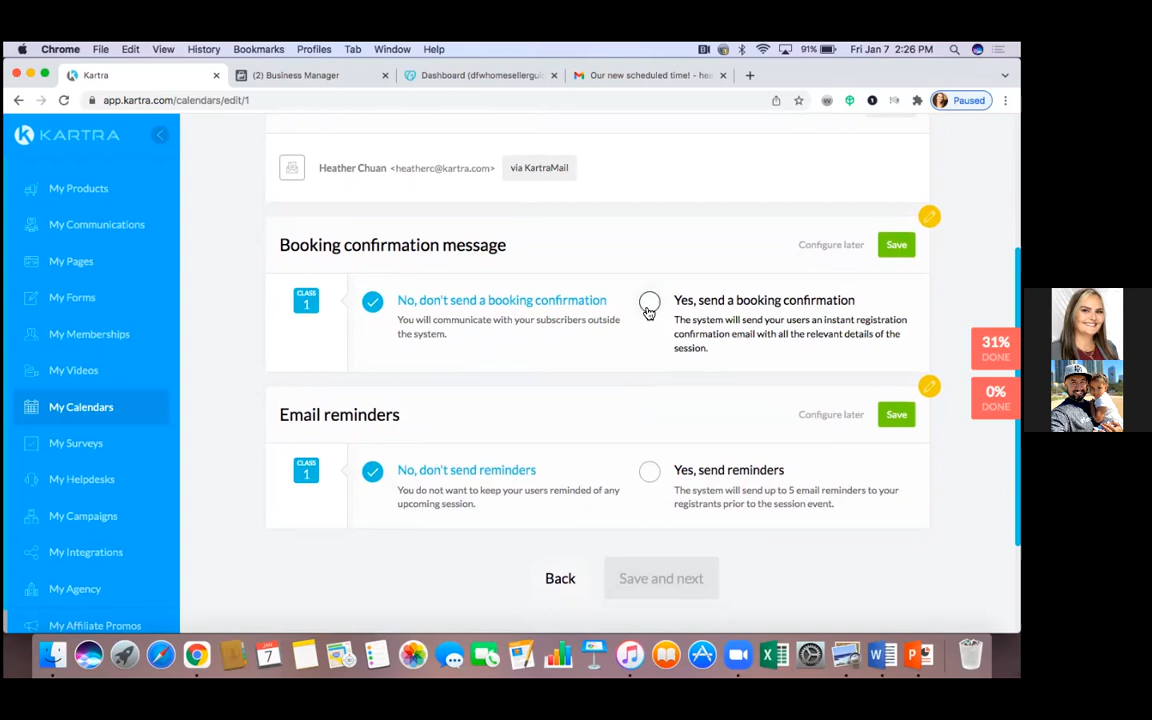 Chrome File Edit View History Bookmarks Profiles Tab Window Help 91% Fri Jan 7 2:26 PM
Kartra (2) Business Manager Dashboard (dfwhomesellergui Our new scheduled time! - hea
app.kartra.com/calendars/edit/1 Paused
KARTRA
My Products
My Communications
My Pages
My Forms
My Memberships
My Videos
My Calendars
My Surveys
My Helpdesks
My Campaigns
My Integrations
My Agency
My Affiliate Promos
Heather Chuan <heatherc@kartra.com> via KartraMail
Booking confirmation message
Configure later Save
CLASS
1
No, don't send a booking confirmation
You will communicate with your subscribers outside
the system.
Yes, send a booking confirmation
The system will send your users an instant registration
confirmation email with all the relevant details of the
session.
Email reminders
Configure later Save
CLASS
1
No, don't send reminders
You do not want to keep your users reminded of any
upcoming session.
Yes, send reminders
The system will send up to 5 email reminders to your
registrants prior to the session event.
Back Save and next
31%
DONE
0%
DONE